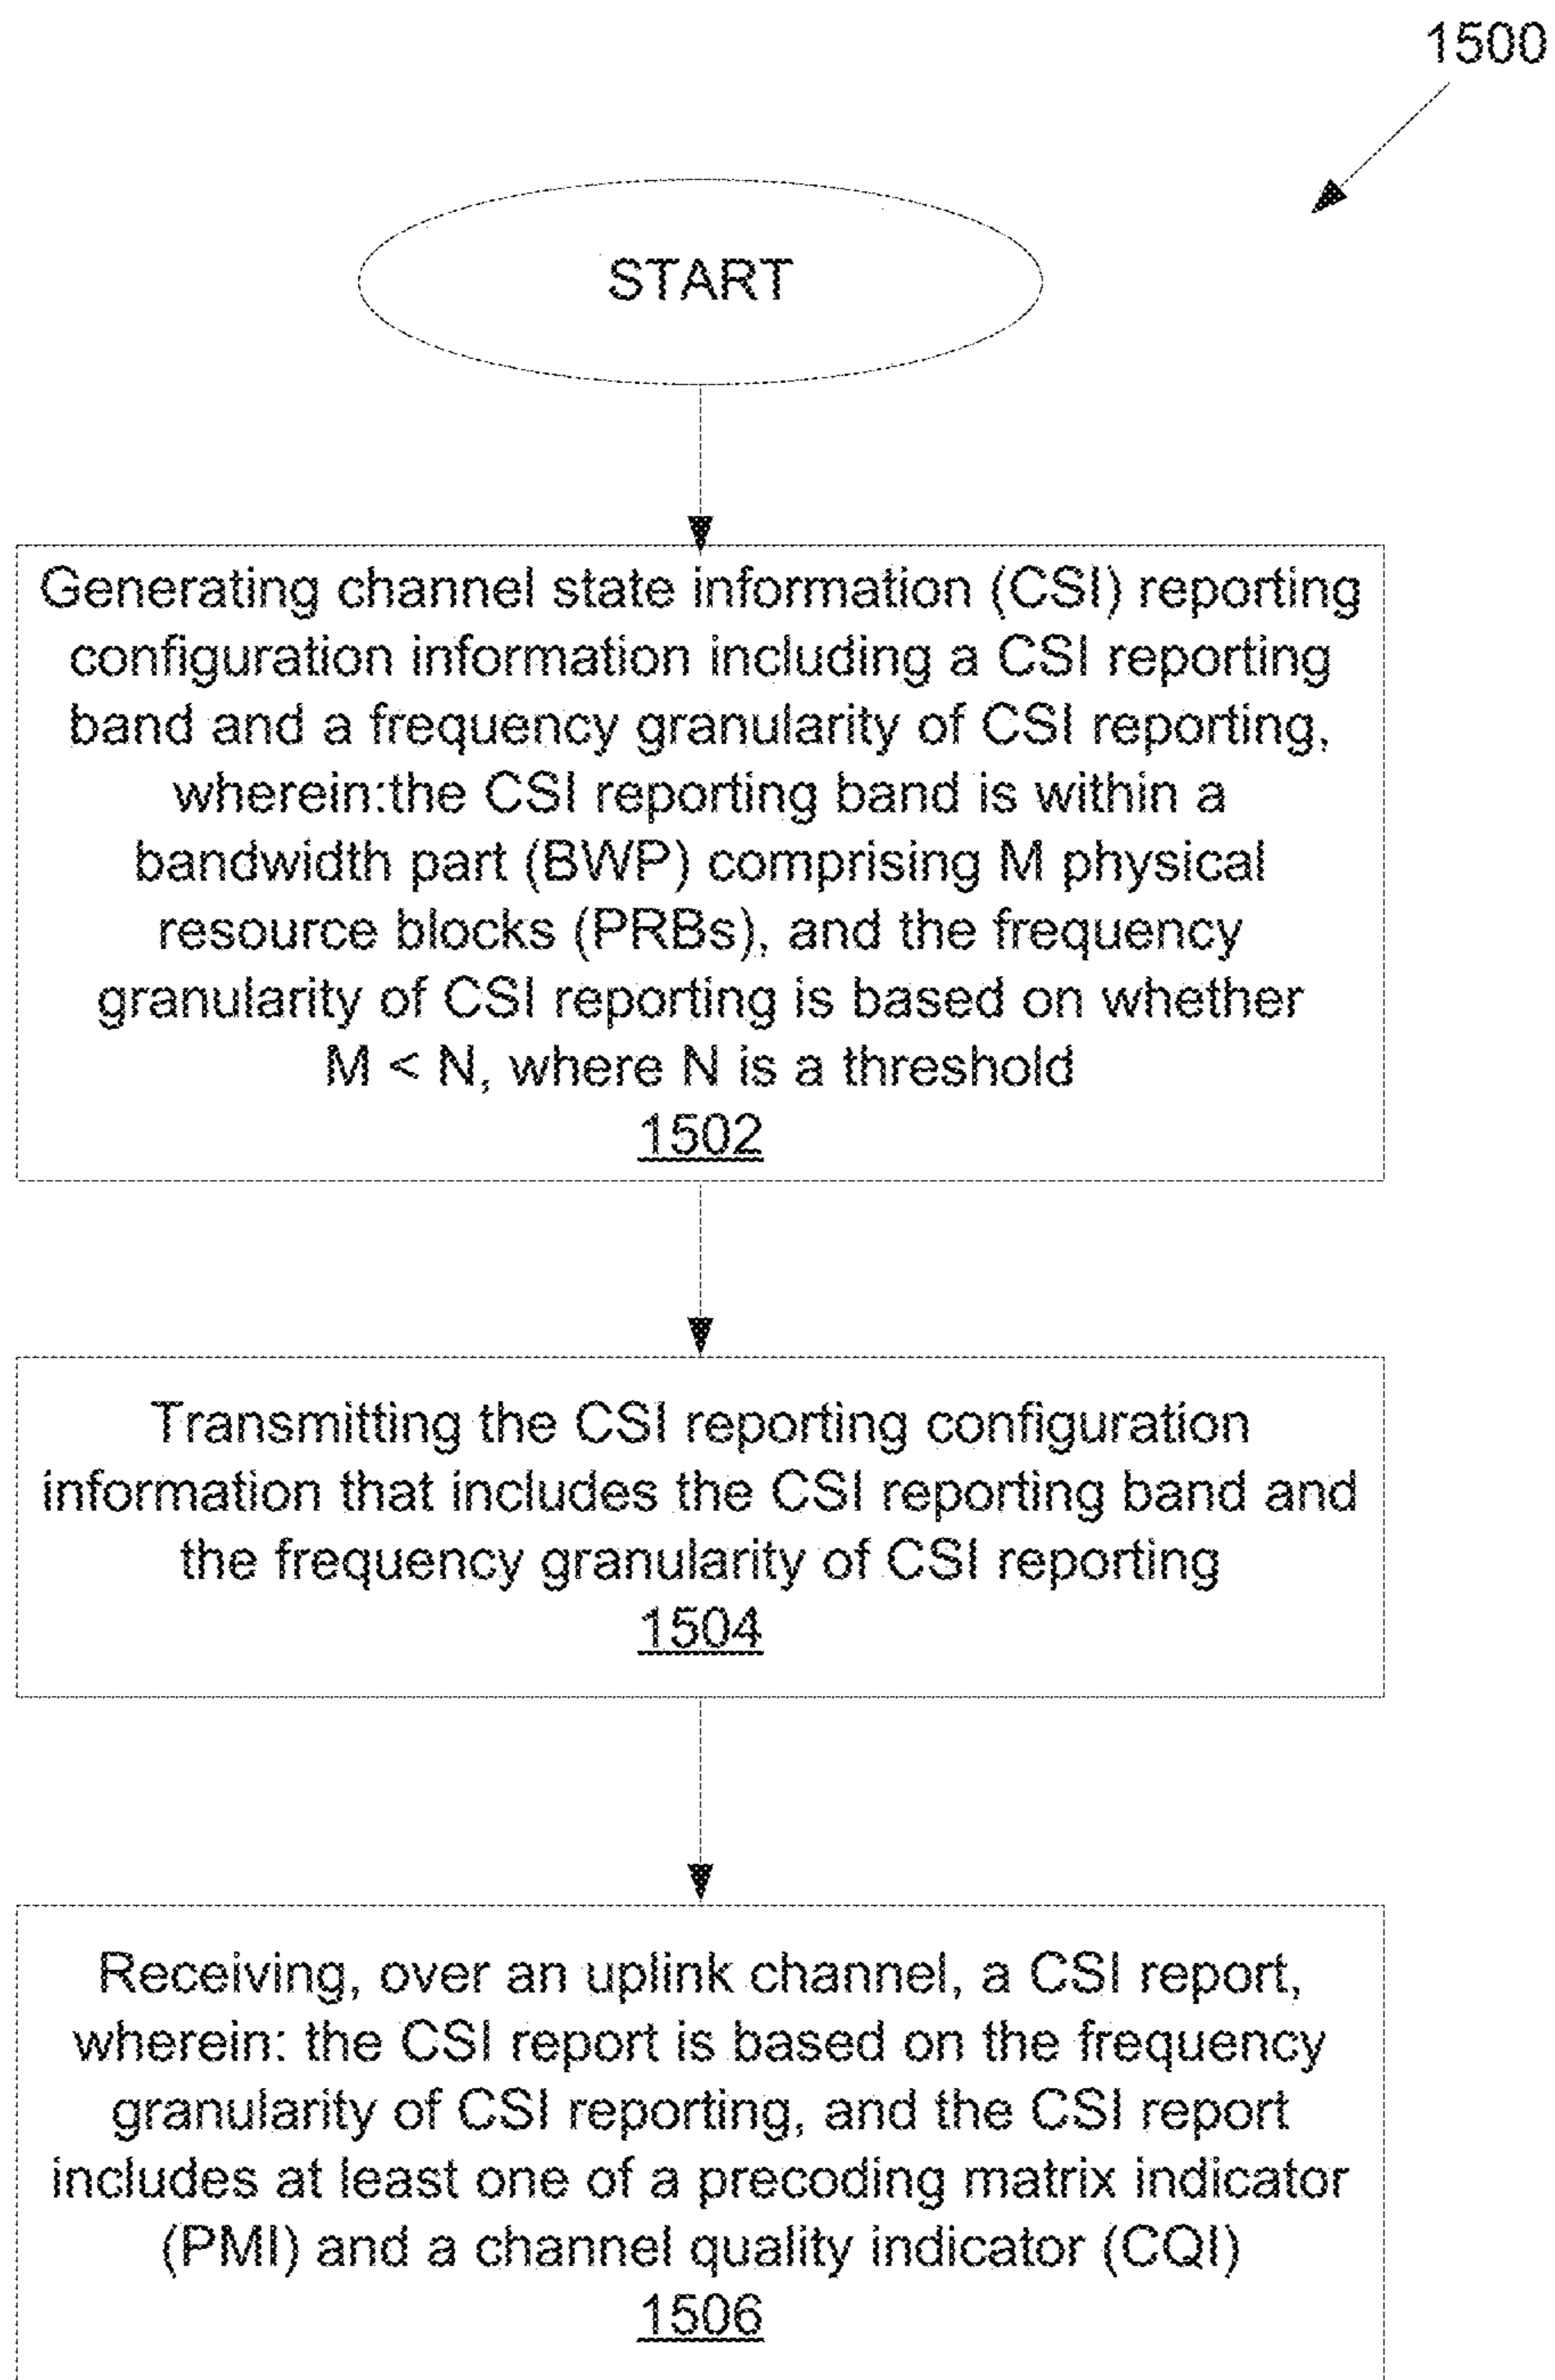 1500
START
Generating channel state information (CSI) reporting
configuration information including a CSI reporting
band and a frequency granularity of CSI reporting,
wherein:the CSI reporting band is within a
bandwidth part (BWP) comprising M physical
resource blocks (PRBs), and the frequency
granularity of CSI reporting is based on whether
M < N, where N is a threshold
1502
Transmitting the CSI reporting configuration
information that includes the CSI reporting band and
the frequency granularity of CSI reporting
1504
Receiving, over an uplink channel, a CSI report,
wherein: the CSI report is based on the frequency
granularity of CSI reporting, and the CSI report
includes at least one of a precoding matrix indicator
(PMI) and a channel quality indicator (CQI)
1506